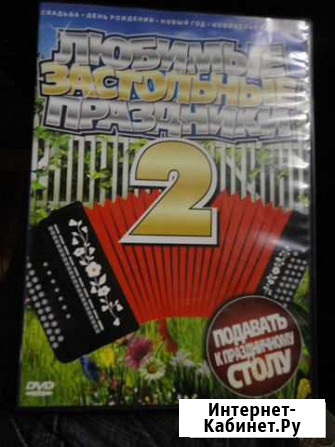 СВАДЬБА • ДЕНЬ РОЖДЕНИЯ • НОВЫЙ ГОД •
ЛЮБИМЫЕ
ЗАСТОЛЬНЫЕ
ПРАЗДНИКИ
2
ПОДАВАТЬ
К ПРАЗДНИЧНОМУ
СТОЛУ
DVD
Интернет-
Кабинет.Ру